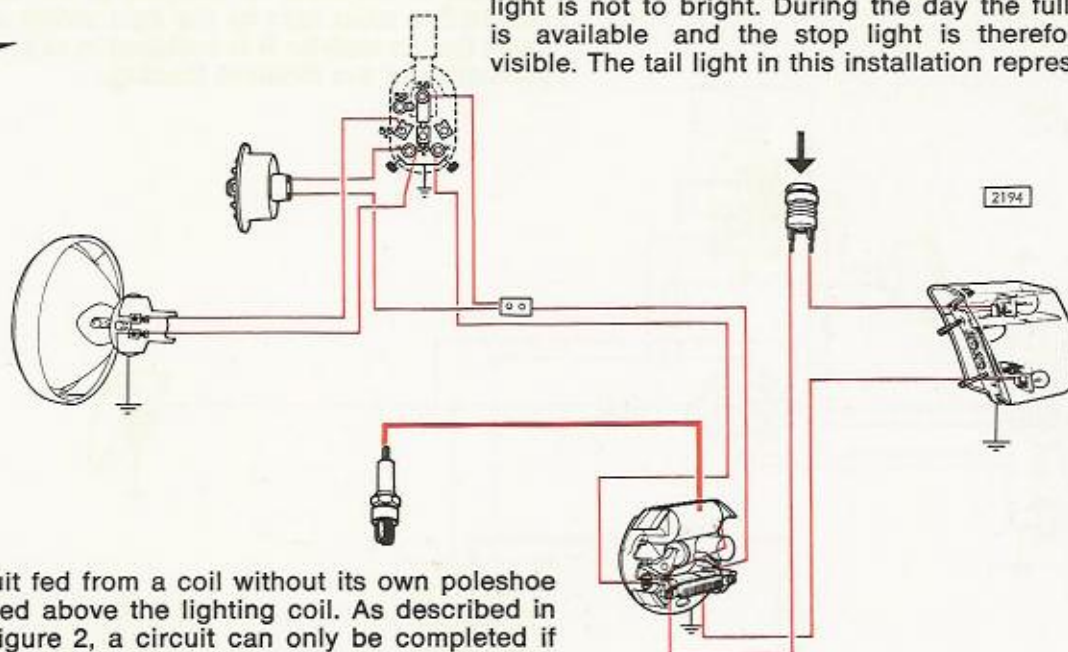 light is not to bright. During the day the full
is available and the stop light is therefo
visible. The tail light in this installation repres
2194
uit fed from a coil without its own poleshoe
ed above the lighting coil. As described in
igure 2, a circuit can only be completed if